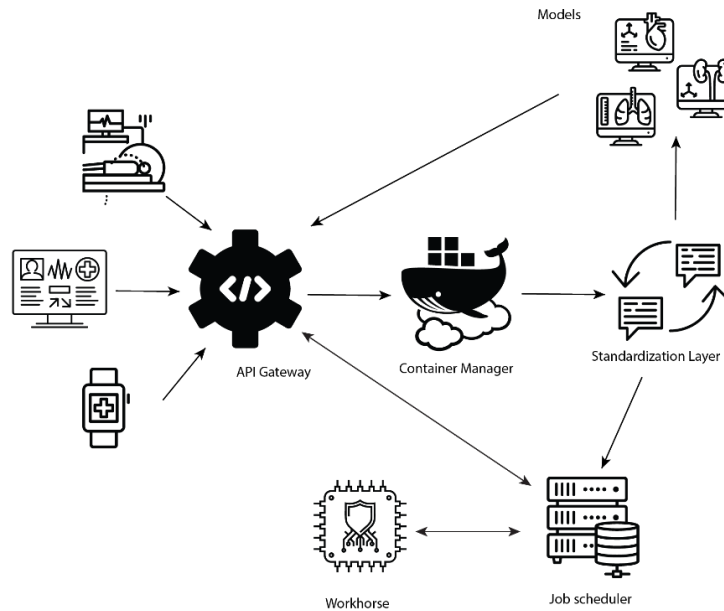 Models
</>
API Gateway
Container Manager
Standardization Layer
Workhorse
Job scheduler